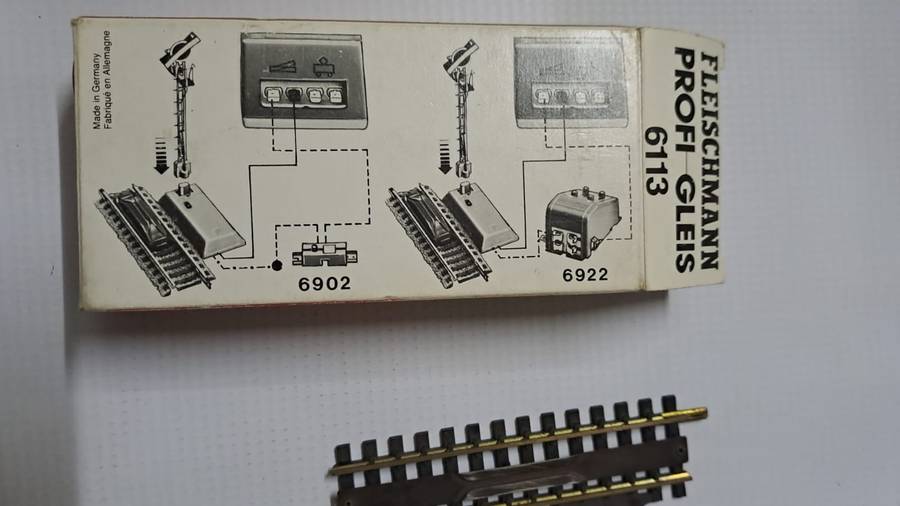 Made in Germany
Fabriqué en Allemagne
6902
6922
FLEISCHMANN
PROFI-GLEIS
6113